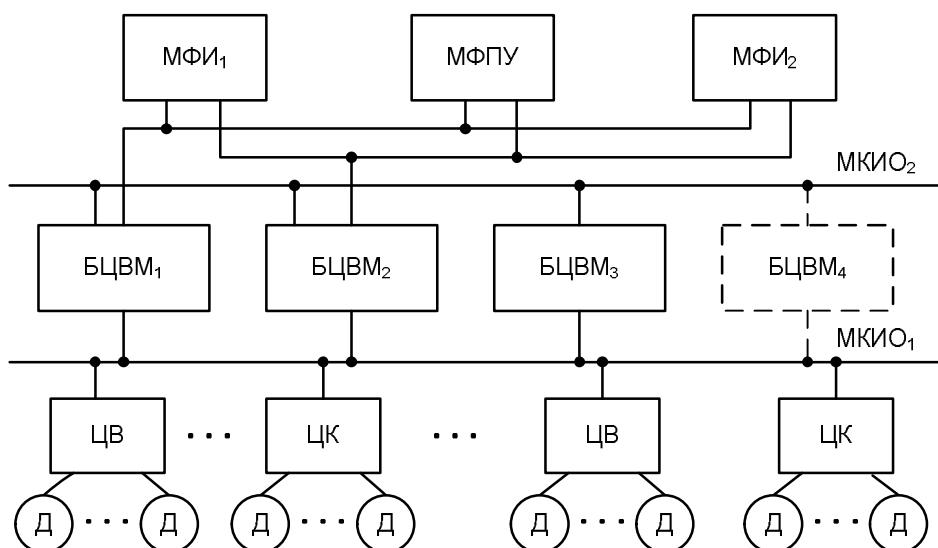 МФИ₁ МФПУ МФИ₂
МКИО₂
БЦВМ₁ БЦВМ₂ БЦВМ₃ БЦВМ₄
МКИО₁
ЦВ ... ЦК ... ЦВ ЦК
Д ... Д Д ... Д Д ... Д Д ... Д